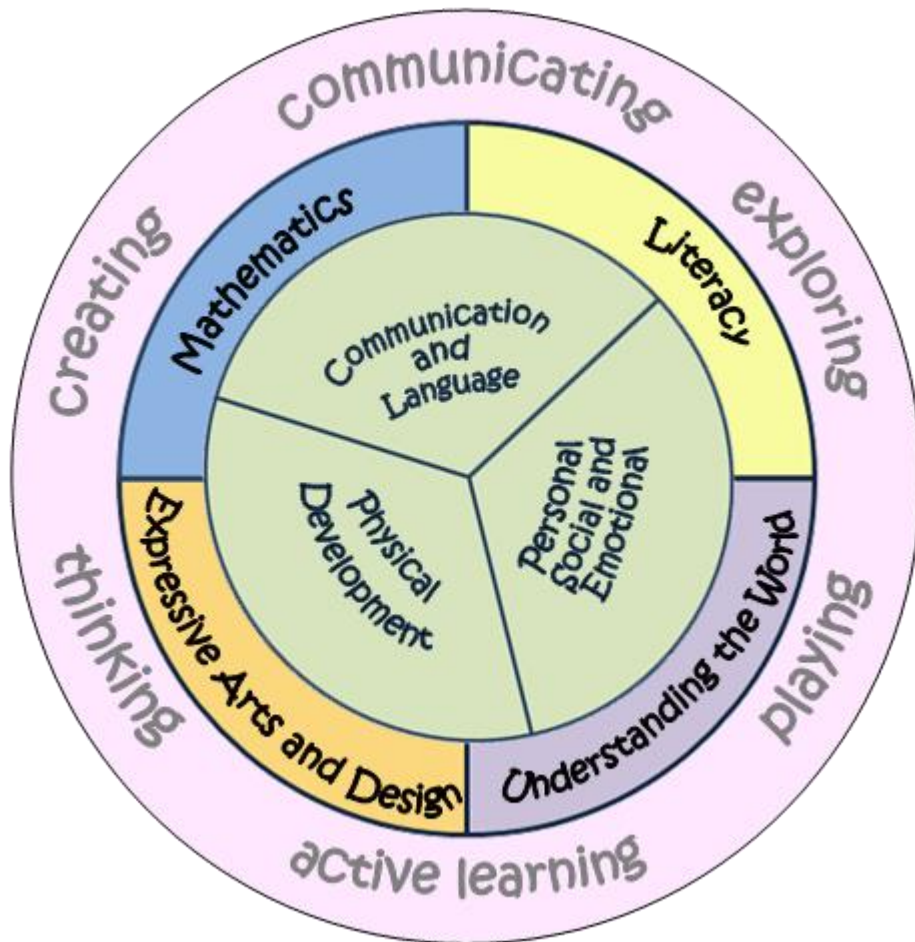 communicating
exploring
playing
active learning
thinking
creating
Mathematics
Literacy
Understanding the World
Expressive Arts and Design
Communication
and
Language
Personal
Social and
Emotional
Physical
Development